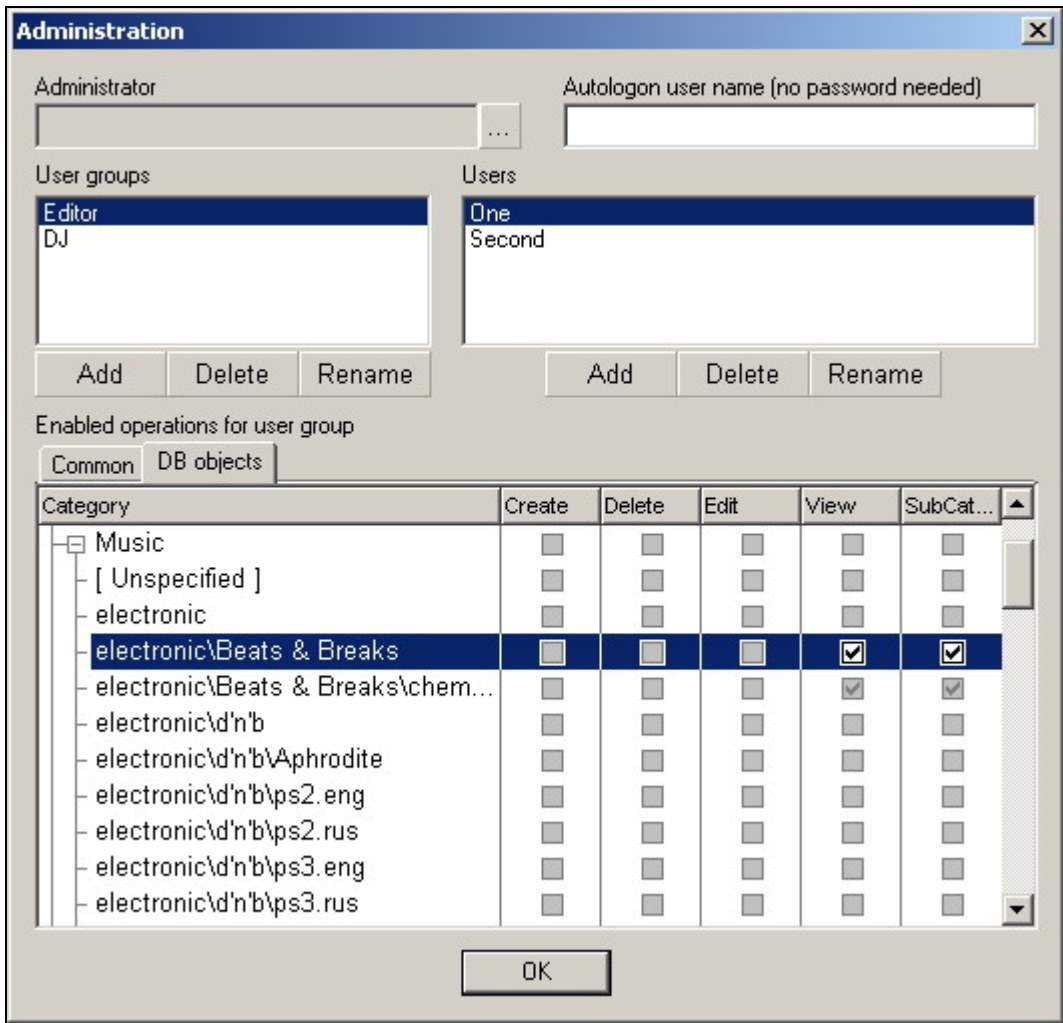 Administration
Administrator
Autologon user name (no password needed)
...
User groups
Users
Editor
DJ
One
Second
Add Delete Rename
Add Delete Rename
Enabled operations for user group
Common DB objects
Category Create Delete Edit View SubCat...
Music
[ Unspecified ]
electronic
electronic\Beats & Breaks
electronic\Beats & Breaks\chem...
electronic\d'n'b
electronic\d'n'b\Aphrodite
electronic\d'n'b\ps2.eng
electronic\d'n'b\ps2.rus
electronic\d'n'b\ps3.eng
electronic\d'n'b\ps3.rus
OK